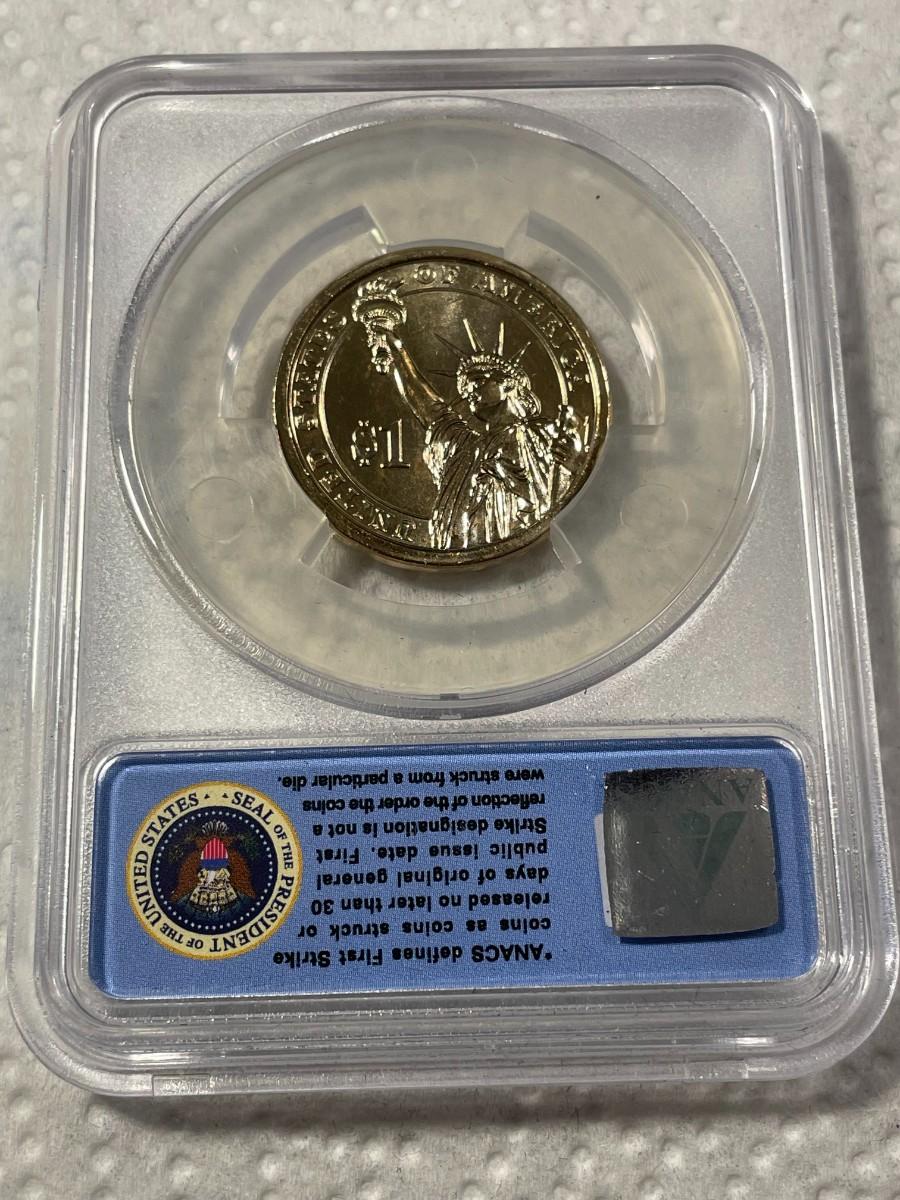 UNITED STATES OF AMERICA
$1
*ANACS defines First Strike
coins as coins struck or
released no later than 30
days of original general
public issue date. First
Strike designation is not a
reflection of the order the coins
were struck from a particular die.
SEAL OF THE PRESIDENT OF THE UNITED STATES
AN